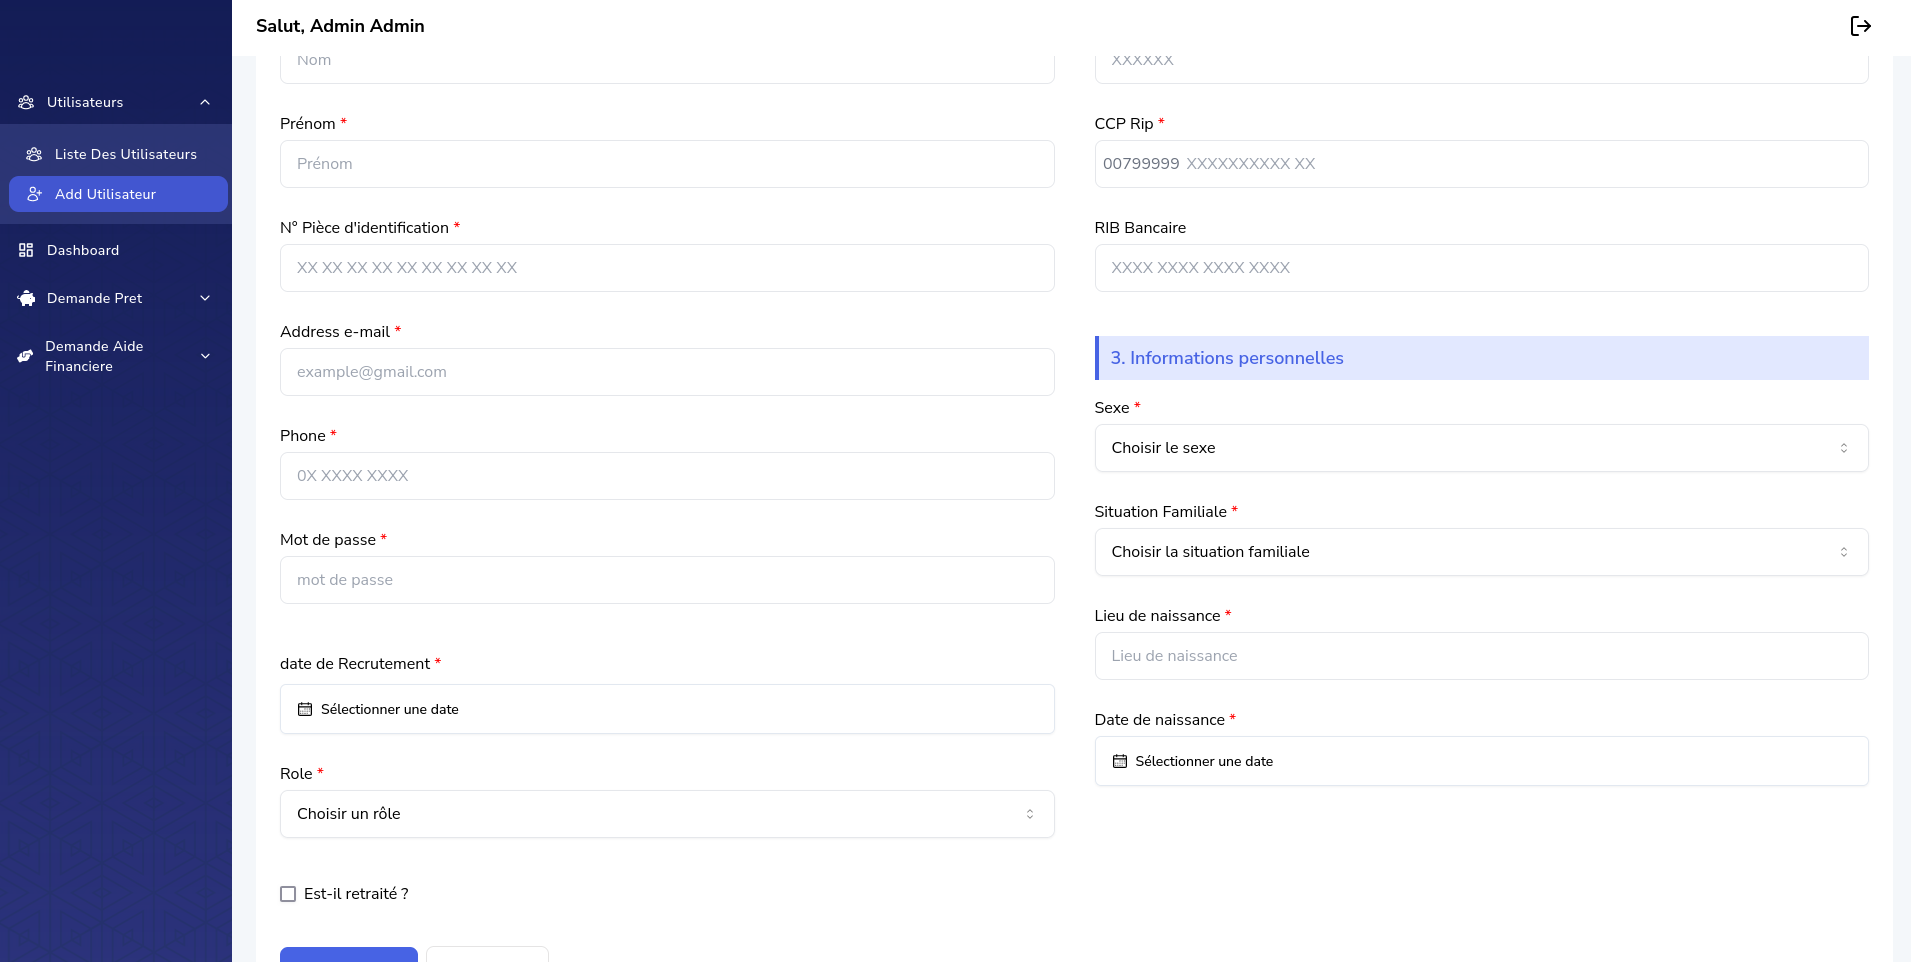 Salut, Admin Admin
Utilisateurs
Liste Des Utilisateurs
Add Utilisateur
Dashboard
Demande Pret
Demande Aide
Financiere
Nom
Prénom *
Prénom
N° Pièce d'identification *
XX XX XX XX XX XX XX XX XX
Address e-mail *
example@gmail.com
Phone *
0X XXXX XXXX
Mot de passe *
mot de passe
date de Recrutement *
Sélectionner une date
Role *
Choisir un rôle
Est-il retraité ?
XXXXXX
CCP Rip *
00799999 XXXXXXXXXX XX
RIB Bancaire
XXXX XXXX XXXX XXXX
3. Informations personnelles
Sexe *
Choisir le sexe
Situation Familiale *
Choisir la situation familiale
Lieu de naissance *
Lieu de naissance
Date de naissance *
Sélectionner une date